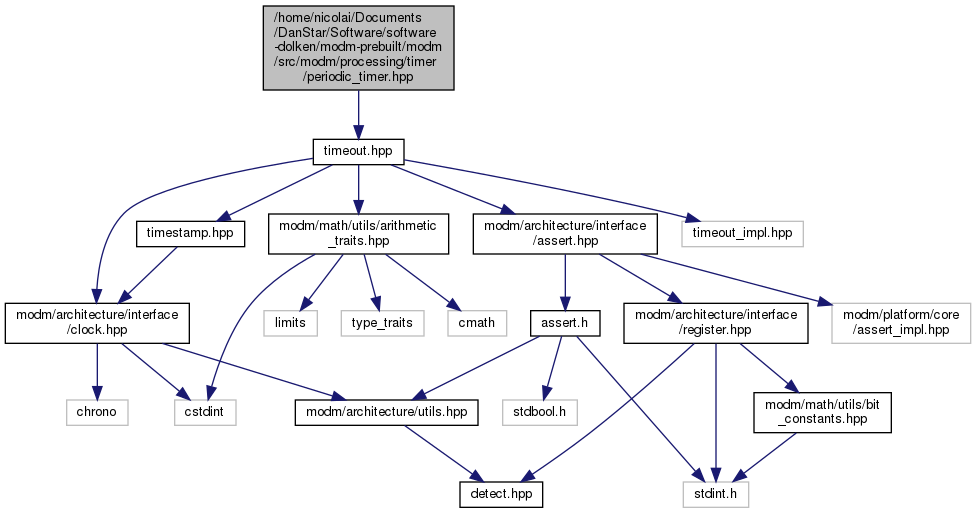 /home/nicolai/Documents
/DanStar/Software/software
-dolken/modm-prebuilt/modm
/src/modm/processing/timer
/periodic_timer.hpp
timeout.hpp
timestamp.hpp
modm/math/utils/arithmetic
_traits.hpp
modm/architecture/interface
/assert.hpp
timeout_impl.hpp
modm/architecture/interface
/clock.hpp
limits
type_traits
cmath
assert.h
modm/architecture/interface
/register.hpp
modm/platform/core
/assert_impl.hpp
chrono
cstdint
modm/architecture/utils.hpp
stdbool.h
modm/math/utils/bit
_constants.hpp
detect.hpp
stdint.h